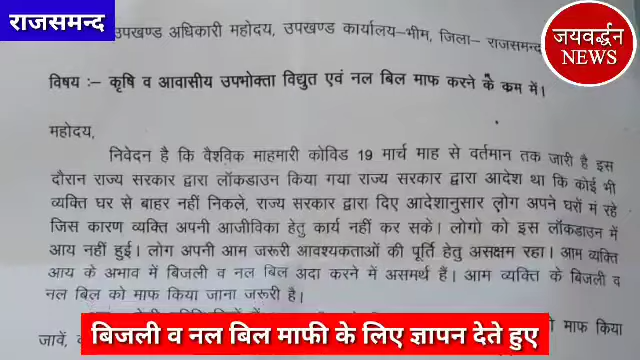 राजसमन्द
उपखण्ड अधिकारी महोदय, उपखण्ड कार्यालय–भीम, जिला– राजसमन्द
जयवर्द्धन
NEWS
विषय :– कृषि व आवासीय उपभोक्ता विद्युत एवं नल बिल माफ करने के कम में।
महोदय,
निवेदन है कि वैश्विक माहमारी कोविड 19 मार्च माह से वर्तमान तक जारी है इस
दौरान राज्य सरकार द्वारा लॉकडाउन किया गया राज्य सरकार द्वारा आदेश था कि कोई भी
व्यक्ति घर से बाहर नहीं निकले, राज्य सरकार द्वारा दिए आदेशानुसार लोग अपने घरों मं रहे
जिस कारण व्यक्ति अपनी आजीविका हेतु कार्य नहीं कर सके। लोगो को इस लॉकडाउन में
आय नहीं हुई। लोग अपनी आम जरूरी आवश्यकताओं की पूर्ति हेतु असक्षम रहा। आम व्यक्ति
आय के अभाव में बिजली व नल बिल अदा करने में असमर्थ हैं। आम व्यक्ति के बिजली व
नल बिल को माफ किया जाना जरूरी है।
माफ किया
जावें,
बिजली व नल बिल माफी के लिए ज्ञापन देते हुए